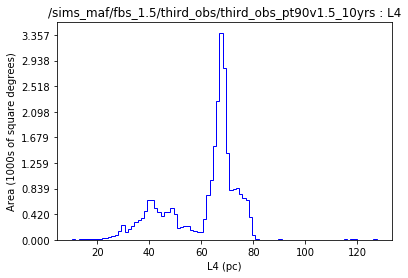 /sims_maf/fbs_1.5/third_obs/third_obs_pt90v1.5_10yrs : L4
3.357
2.938
2.518
2.098
1.679
1.259
0.839
0.420
0.000
Area (1000s of square degrees)
20 40 60 80 100 120
L4 (pc)